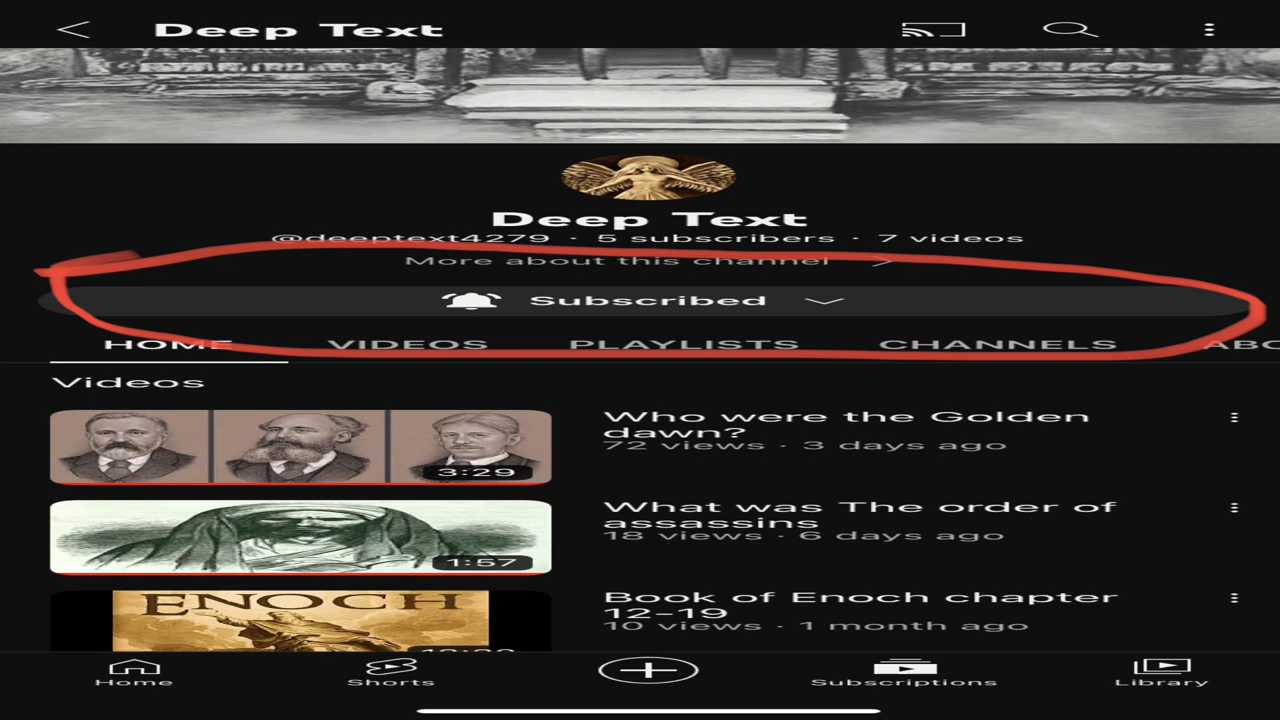 Deep Text
Deep Text
@deeptext4279 · 5 subscribers · 7 videos
More about this channel >
Subscribed
HOME VIDEOS PLAYLISTS CHANNELS ABO
Videos
Who were the Golden
dawn?
72 views · 3 days ago
3:29
What was The order of
assassins
18 views · 6 days ago
1:57
Book of Enoch chapter
12-19
10 views · 1 month ago
ENOCH
Home Shorts Subscriptions Library